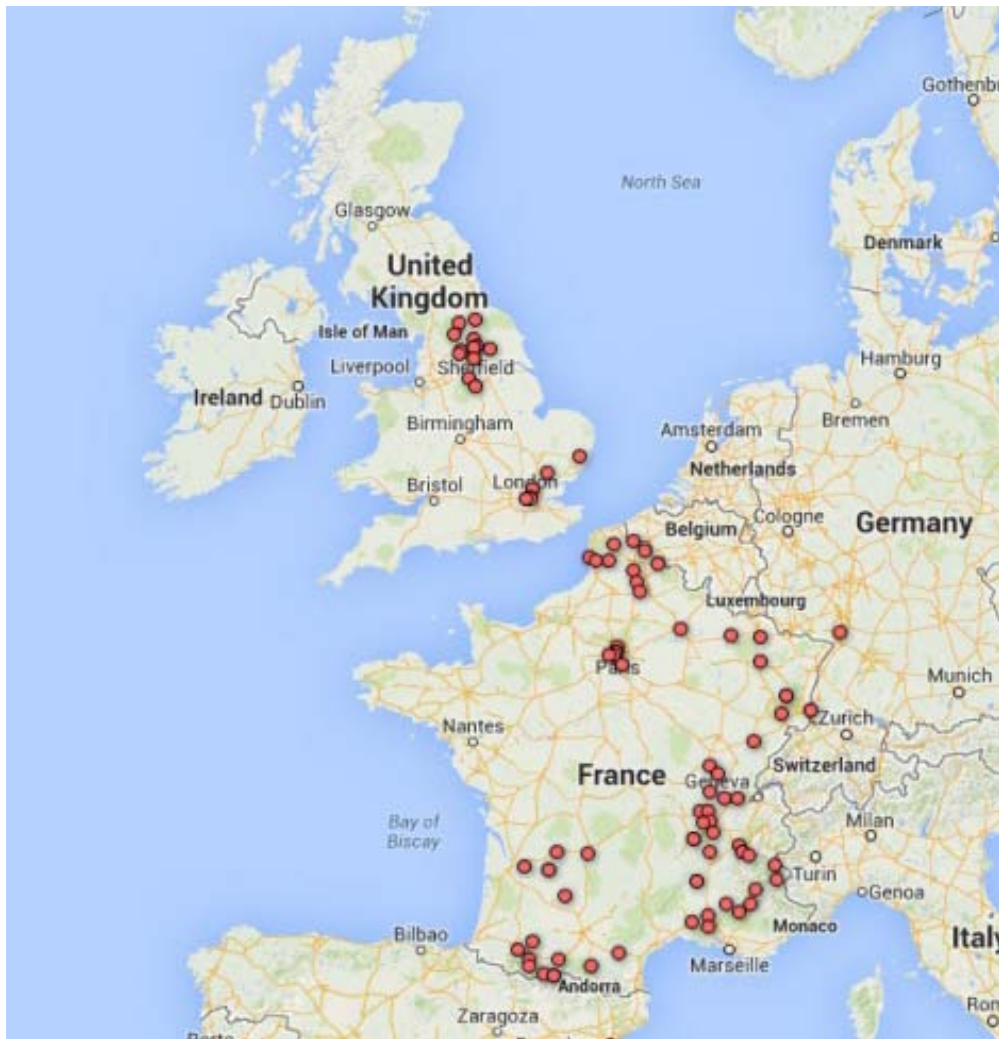 Gothenb
North Sea
Glasgow
Denmark
United
Kingdom
Isle of Man
Liverpool
Sheffield
Hamburg
Ireland
Dublin
Bremen
Birmingham
Amsterdam
Netherlands
Bristol
London
Cologne
Germany
Belgium
Luxembourg
Paris
Munich
Nantes
Zurich
Switzerland
France
Geneva
Bay of
Biscay
Milan
Turin
Genoa
Monaco
Bilbao
Italy
Marseille
Andorra
Zaragoza
Rom